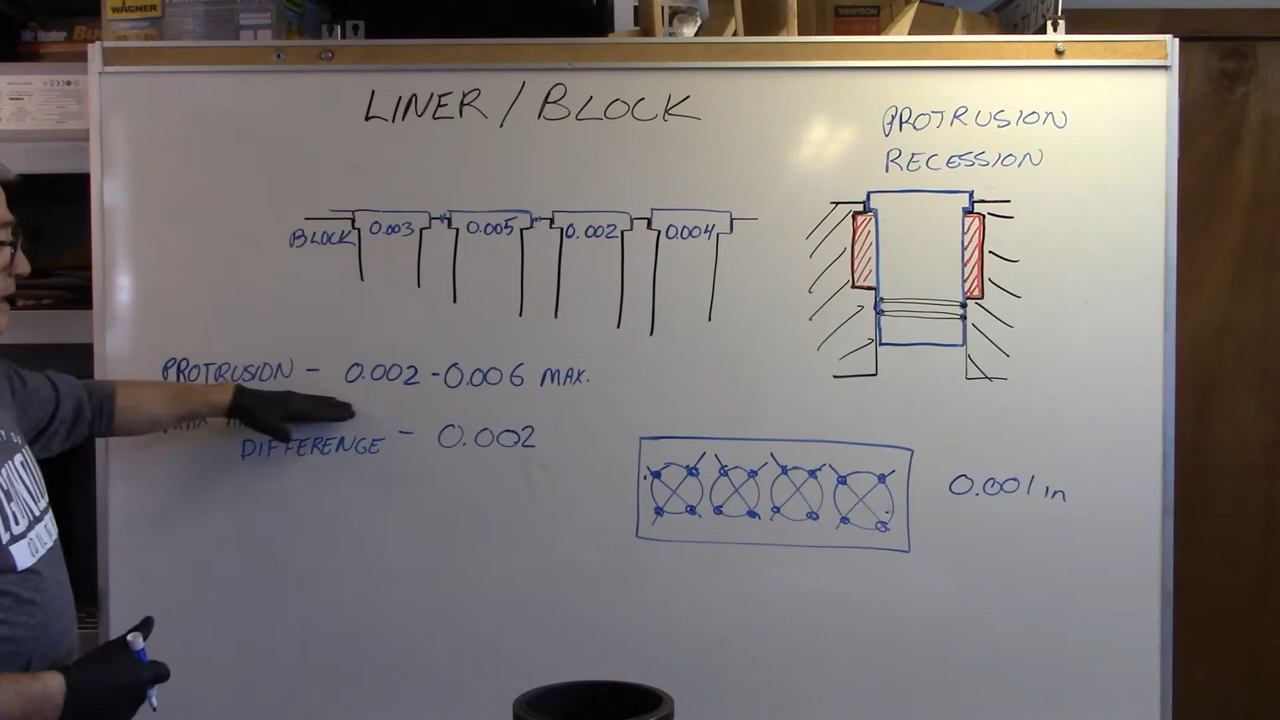 WAGNER
SIMPSON
LINER / BLOCK
PROTRUSION
RECESSION
BLOCK 0.003 0.005 0.002 0.004
PROTRUSION - 0.002 - 0.006 MAX.
DIFFERENCE - 0.002
0.001 in